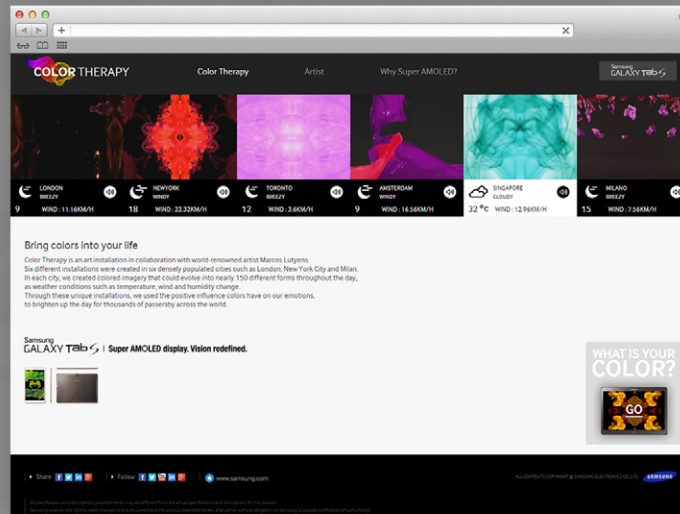 COLOR THERAPY
Color Therapy
Artist
Why Super AMOLED?
Samsung
GALAXY Tab S
LONDON
BREEZY
9 WIND : 11.16KM/H
NEWYORK
WINDY
18 WIND : 22.32KM/H
TORONTO
BREEZY
12 WIND : 3.6KM/H
AMSTERDAM
WINDY
9 WIND : 16.56KM/H
SINGAPORE
CLOUDY
32 °C WIND : 12.96KM/H
MILANO
BREEZY
15 WIND : 7.56KM/H
Bring colors into your life
Color Therapy is an art installation in collaboration with world-renowned artist Marcos Lutyens.
Six different installations were created in six densely populated cities such as London, New York City and Milan.
In each city, we created colored imagery that could evolve into nearly 150 different forms throughout the day,
as weather conditions such as temperature, wind and humidity change.
Through these unique installations, we used the positive influence colors have on our emotions,
to brighten up the day for thousands of passersby across the world.
Samsung
GALAXY Tab S | Super AMOLED display. Vision redefined.
WHAT IS YOUR
COLOR?
GO
Share
Follow
www.samsung.com
ALL CONTENTS COPYRIGHT @ SAMSUNG ELECTRONICS CO.LTD
SAMSUNG